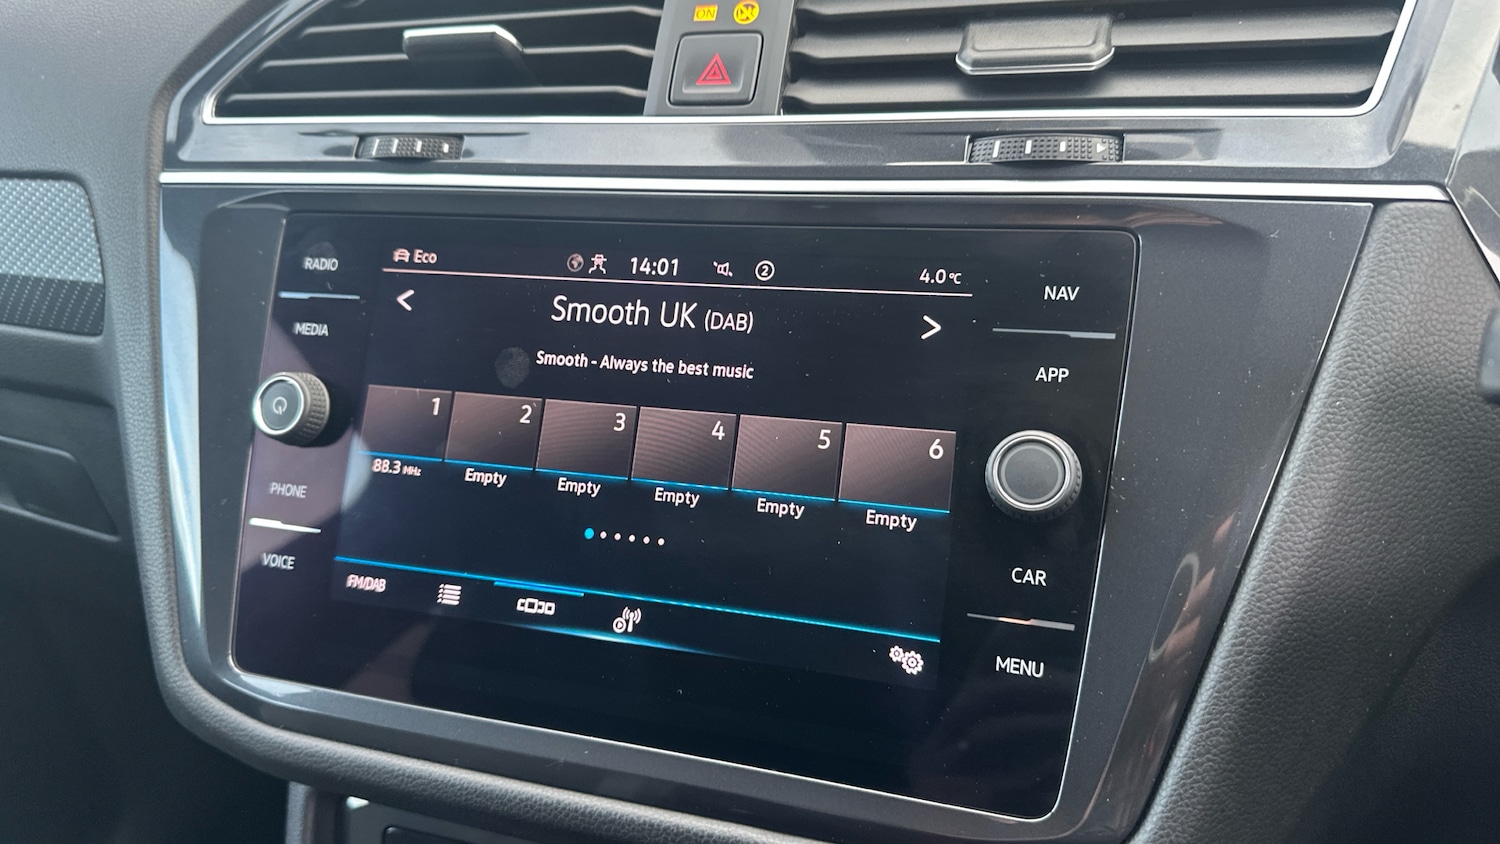 ON
RADIO
MEDIA
PHONE
VOICE
Eco
14:01
2
4.0°C
Smooth UK (DAB)
Smooth - Always the best music
1 2 3 4 5 6
88.3 MHz Empty Empty Empty Empty Empty
FM/DAB
NAV
APP
CAR
MENU